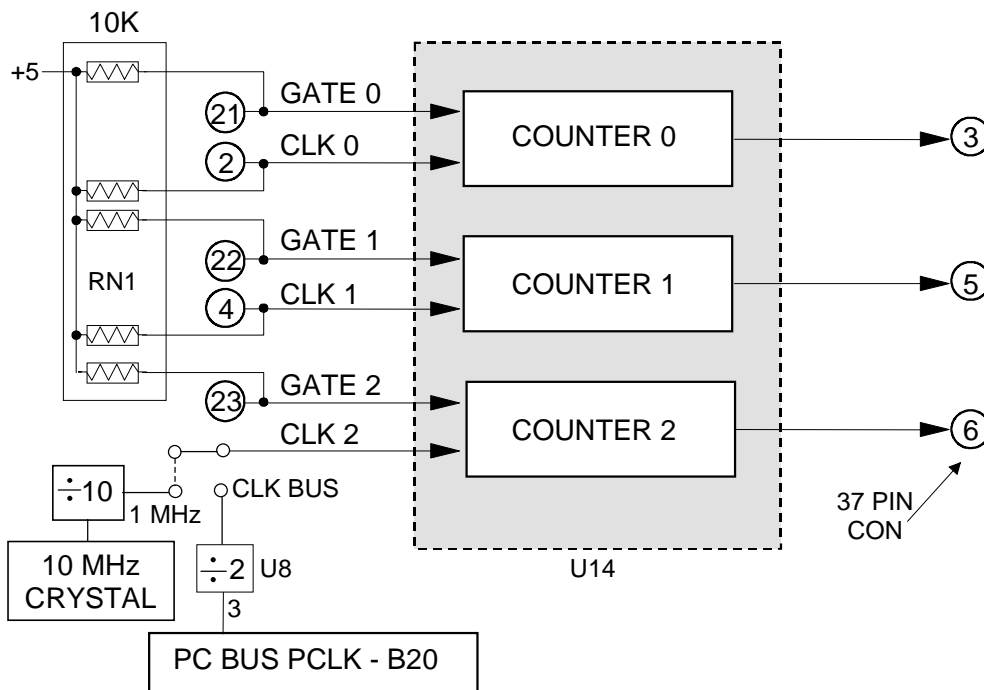 10K
+5
21
GATE 0
2
CLK 0
COUNTER 0
3
RN1
22
GATE 1
4
CLK 1
COUNTER 1
5
23
GATE 2
CLK 2
COUNTER 2
6
÷10
1 MHz
CLK BUS
37 PIN
CON
10 MHz
CRYSTAL
÷2
U8
3
U14
PC BUS PCLK - B20